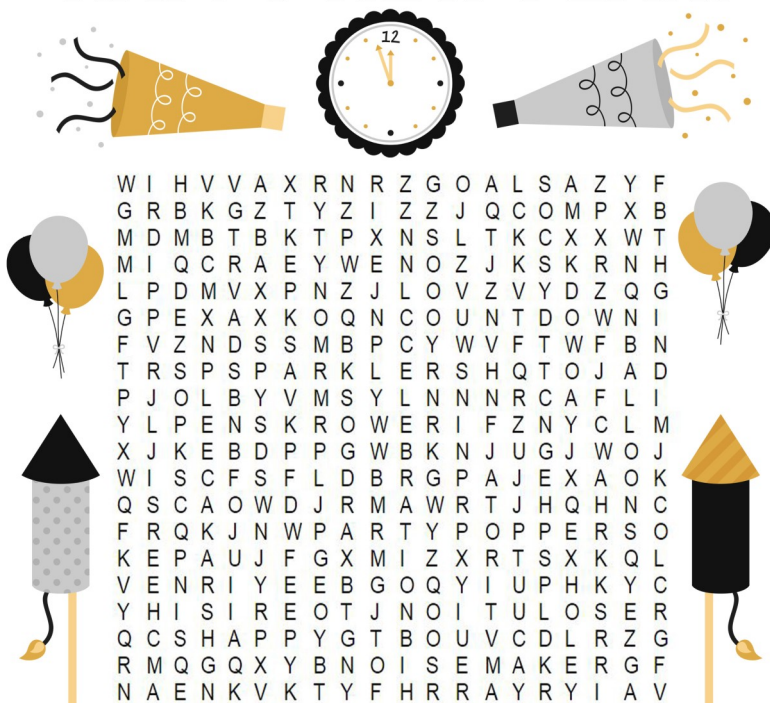 12
W I H V V A X R N R Z G O A L S A Z Y F
G R B K G Z T Y Z I Z Z J Q C O M P X B
M D M B T B K T P X N S L T K C X X W T
M I Q C R A E Y W E N O Z J K S K R N H
L P D M V X P N Z J L O V Z V Y D Z Q G
G P E X A X K O Q N C O U N T D O W N I
F V Z N D S S M B P C Y W V F T W F B N
T R S P S P A R K L E R S H Q T O J A D
P J O L B Y V M S Y L N N N R C A F L I
Y L P E N S K R O W E R I F Z N Y C L M
X J K E B D P P G W B K N J U G J W O J
W I S C F S F L D B R G P A J E X A O K
Q S C A O W D J R M A W R T J H Q H N C
F R Q K J N W P A R T Y P O P P E R S O
K E P A U J F G X M I Z X R T S X K Q L
V E N R I Y E E B G O Q Y I U P H K Y C
Y H I S I R E O T J N O I T U L O S E R
Q C S H A P P Y G T B O U V C D L R Z G
R M Q G Q X Y B N O I S E M A K E R G F
N A E N K V K T Y F H R R A Y R Y I A V